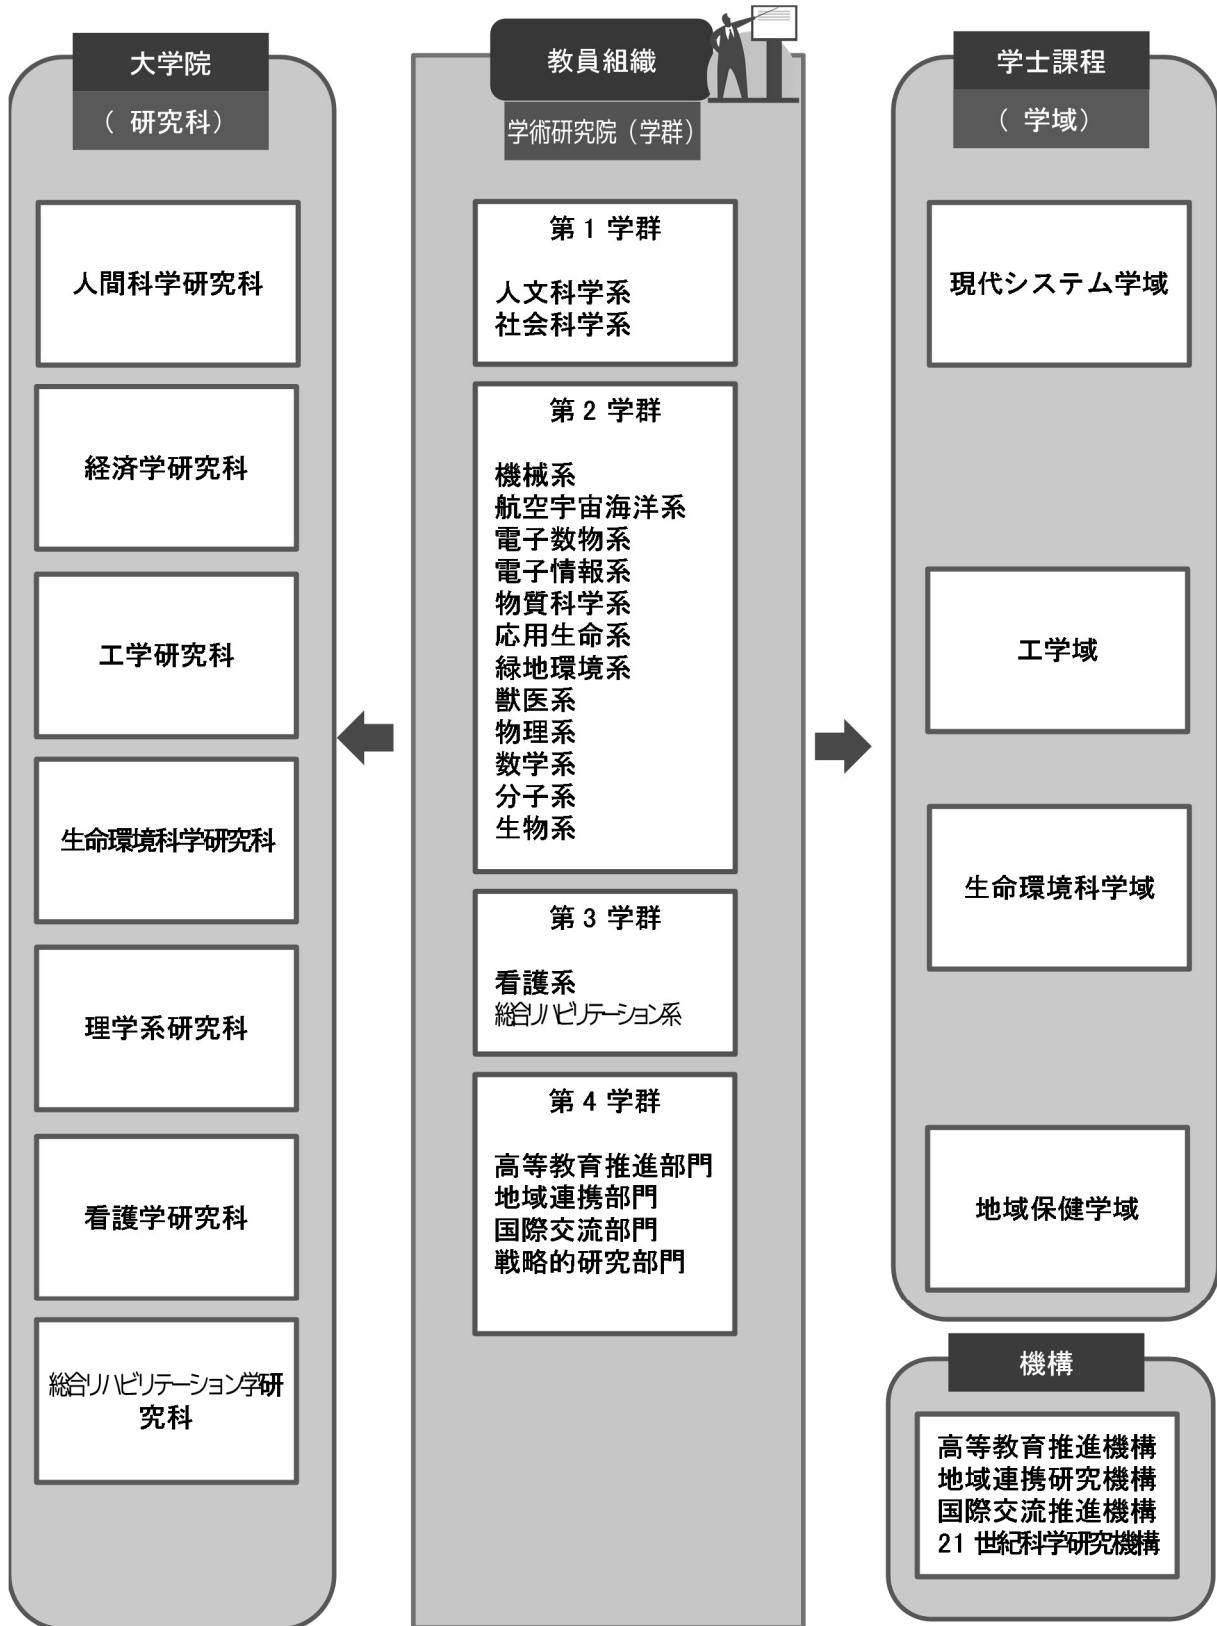 大学院
（ 研究科）
人間科学研究科
経済学研究科
工学研究科
生命環境科学研究科
理学系研究科
看護学研究科
総合リハビリテーション学研
究科
教員組織
学術研究院（学群）
第 1 学群
人文科学系
社会科学系
第 2 学群
機械系
航空宇宙海洋系
電子数物系
電子情報系
物質科学系
応用生命系
緑地環境系
獣医系
物理系
数学系
分子系
生物系
第 3 学群
看護系
総合リハビリテーション系
第 4 学群
高等教育推進部門
地域連携部門
国際交流部門
戦略的研究部門
学士課程
（ 学域）
現代システム学域
工学域
生命環境科学域
地域保健学域
機構
高等教育推進機構
地域連携研究機構
国際交流推進機構
21 世紀科学研究機構